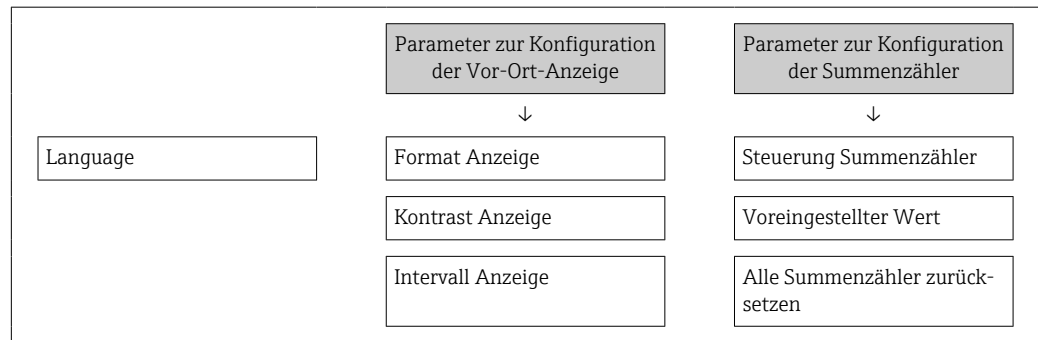 Parameter zur Konfiguration
der Vor-Ort-Anzeige
Parameter zur Konfiguration
der Summenzähler
↓
↓
Language
Format Anzeige
Steuerung Summenzähler
Kontrast Anzeige
Voreingestellter Wert
Intervall Anzeige
Alle Summenzähler zurück-
setzen